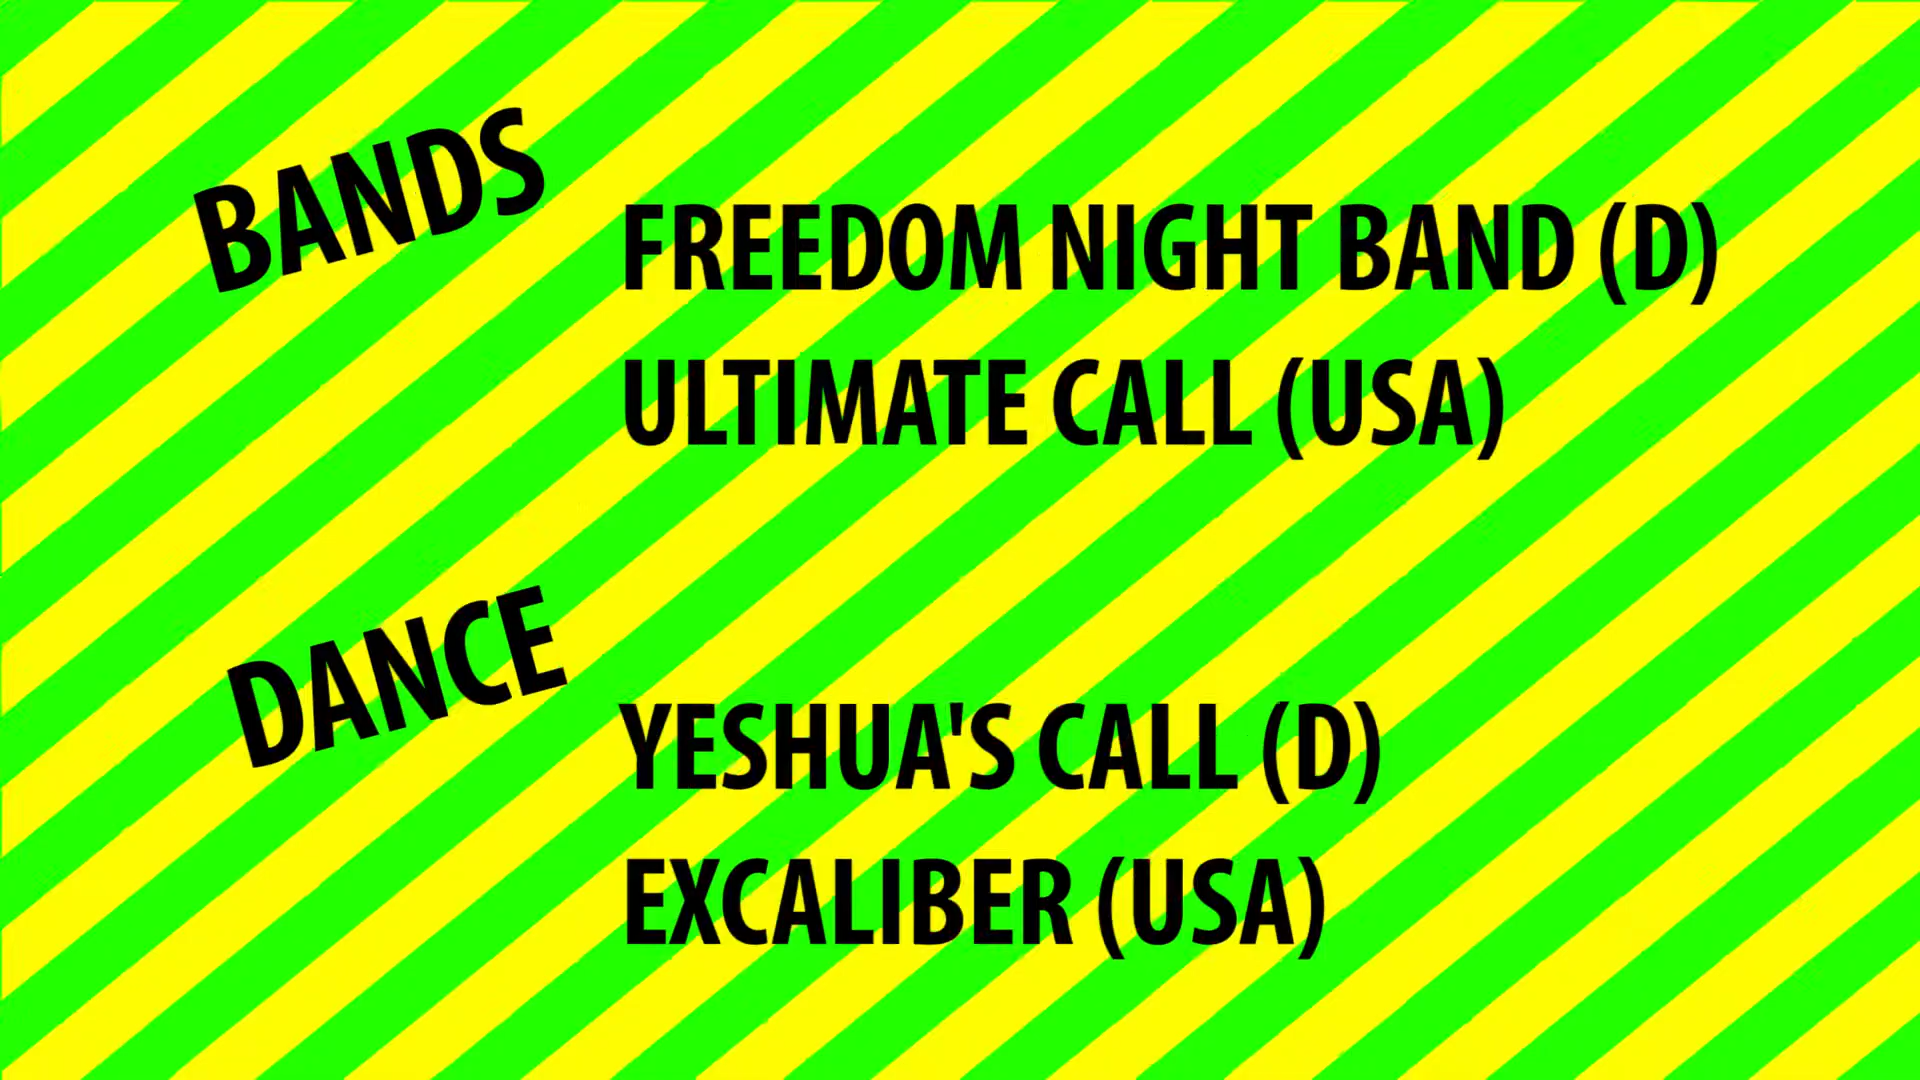 BANDS
FREEDOM NIGHT BAND (D)
ULTIMATE CALL (USA)
DANCE
YESHUA'S CALL (D)
EXCALIBER (USA)